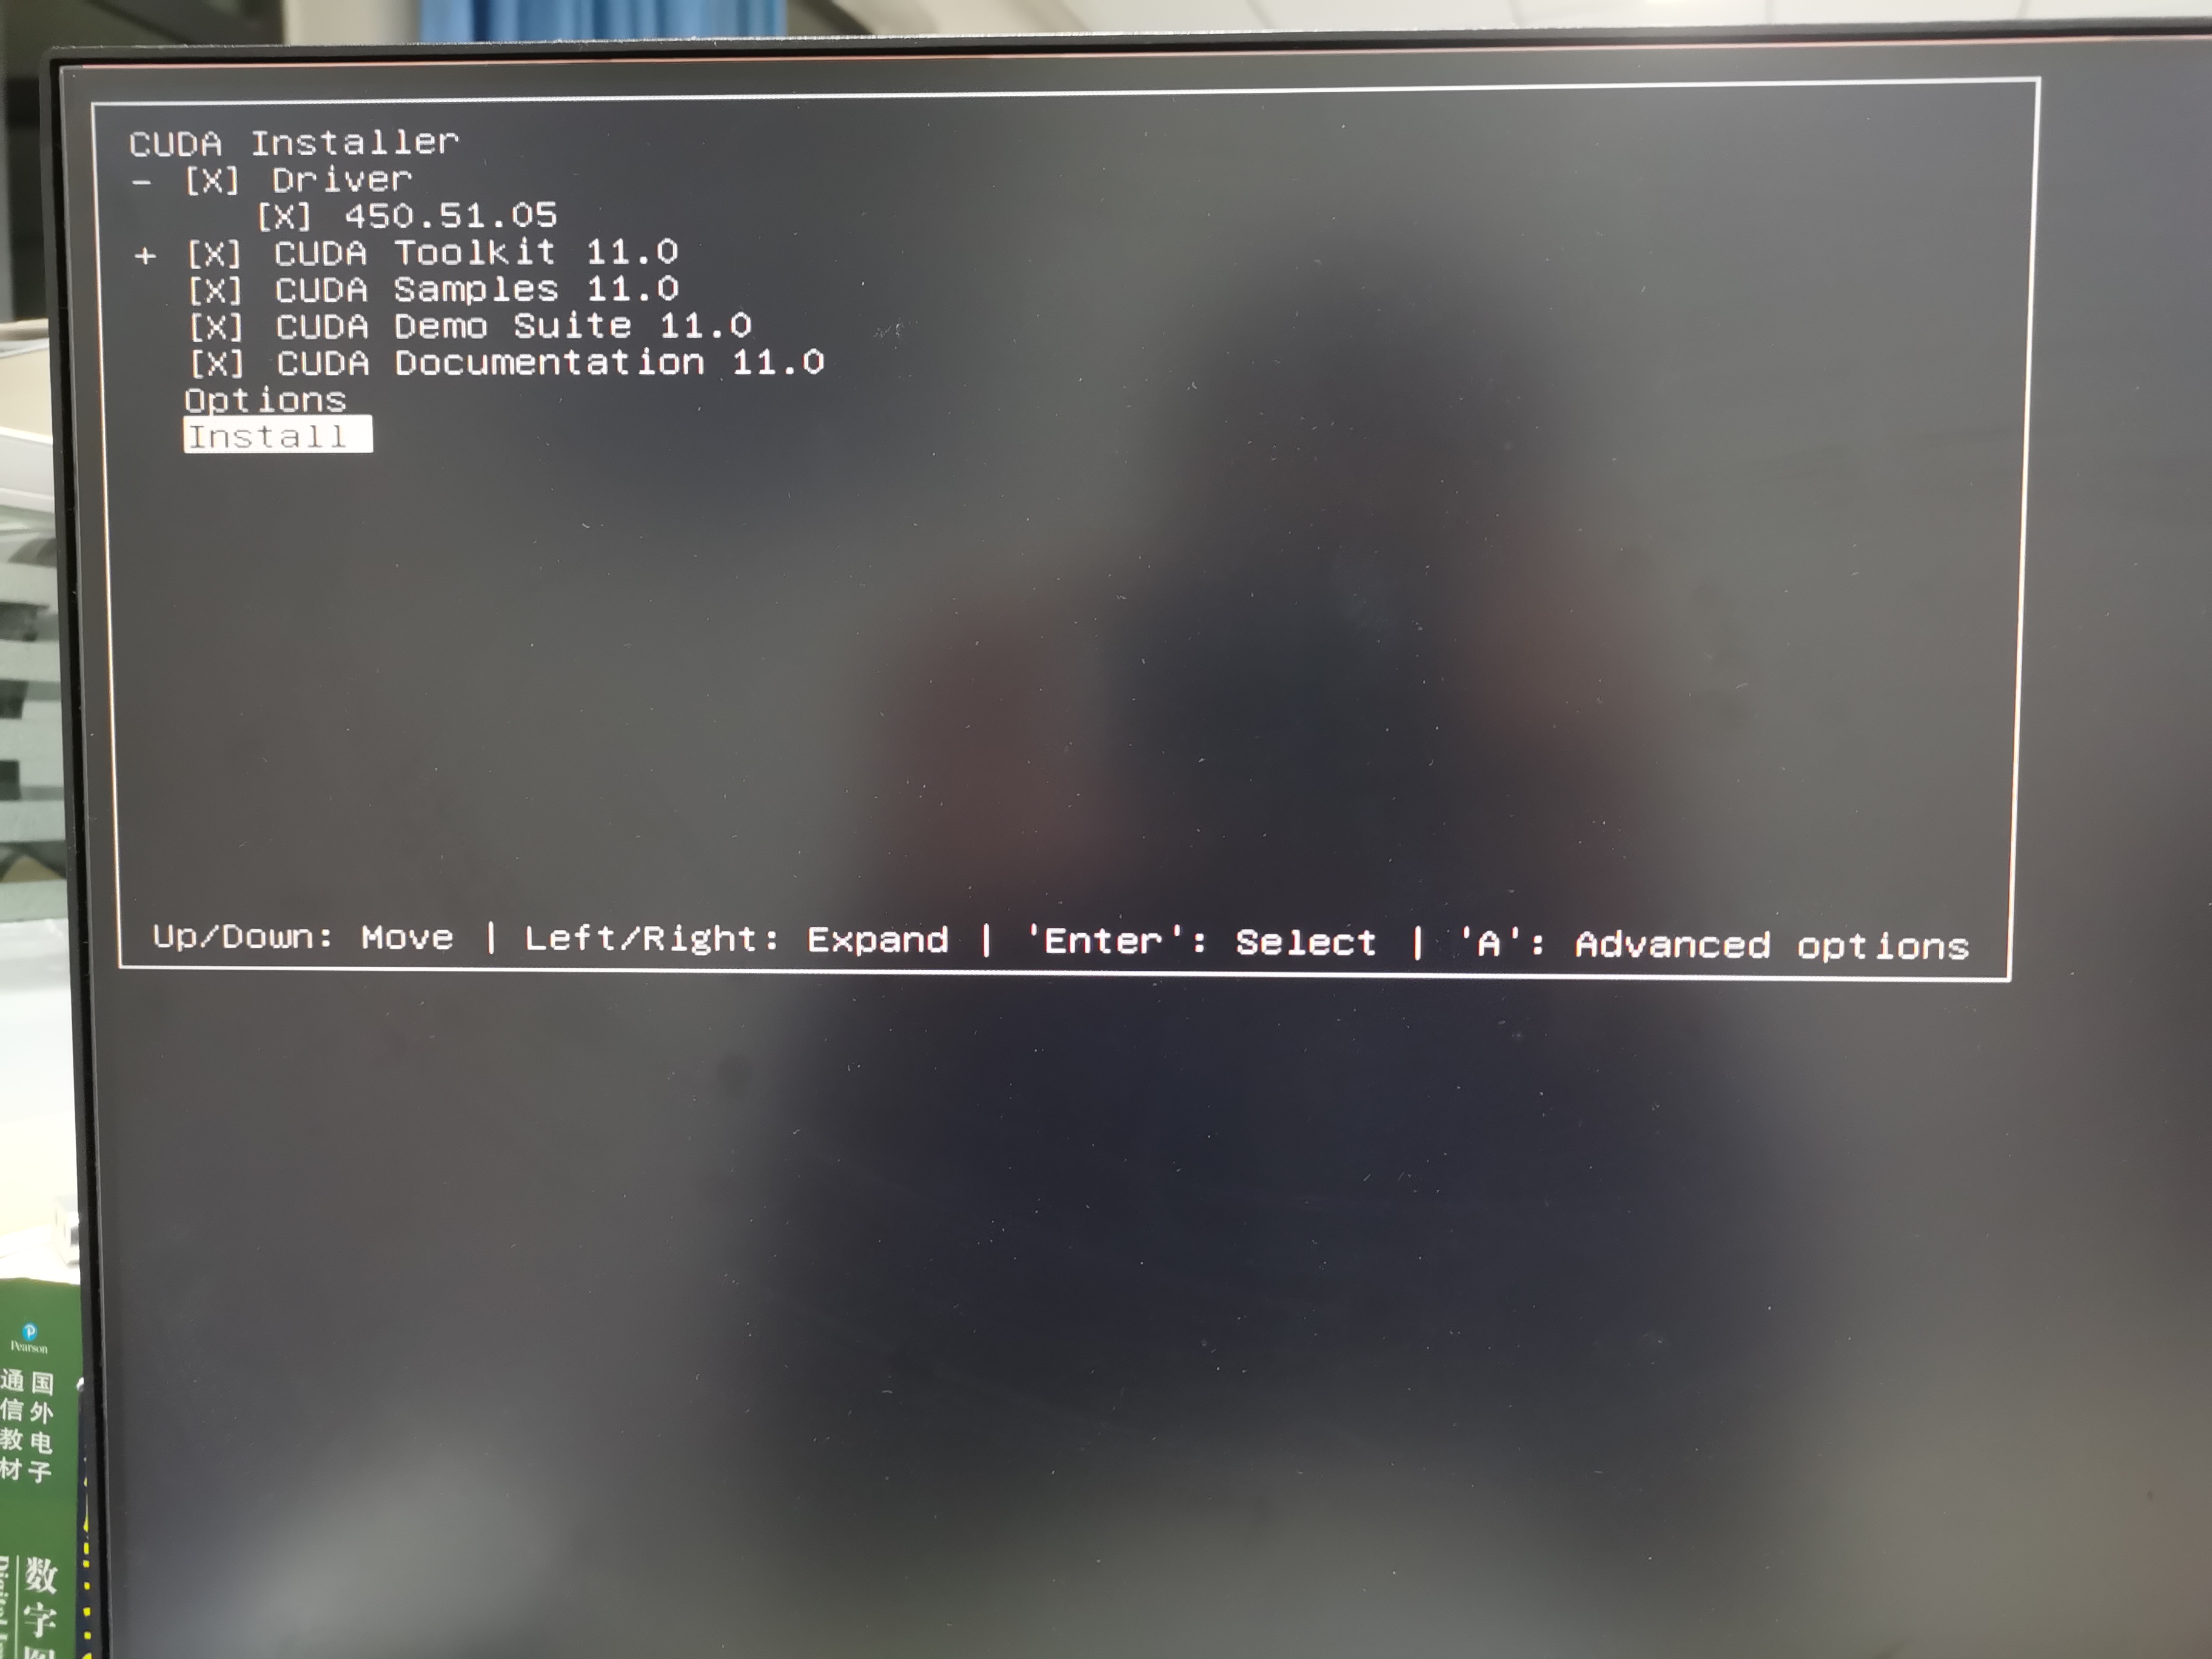 CUDA Installer
- [X] Driver
[X] 450.51.05
+ [X] CUDA Toolkit 11.0
[X] CUDA Samples 11.0
[X] CUDA Demo Suite 11.0
[X] CUDA Documentation 11.0
Options
Install
Up/Down: Move | Left/Right: Expand | 'Enter': Select | 'A': Advanced options
Pearson
国外电子
通信教材
数字图
Digital